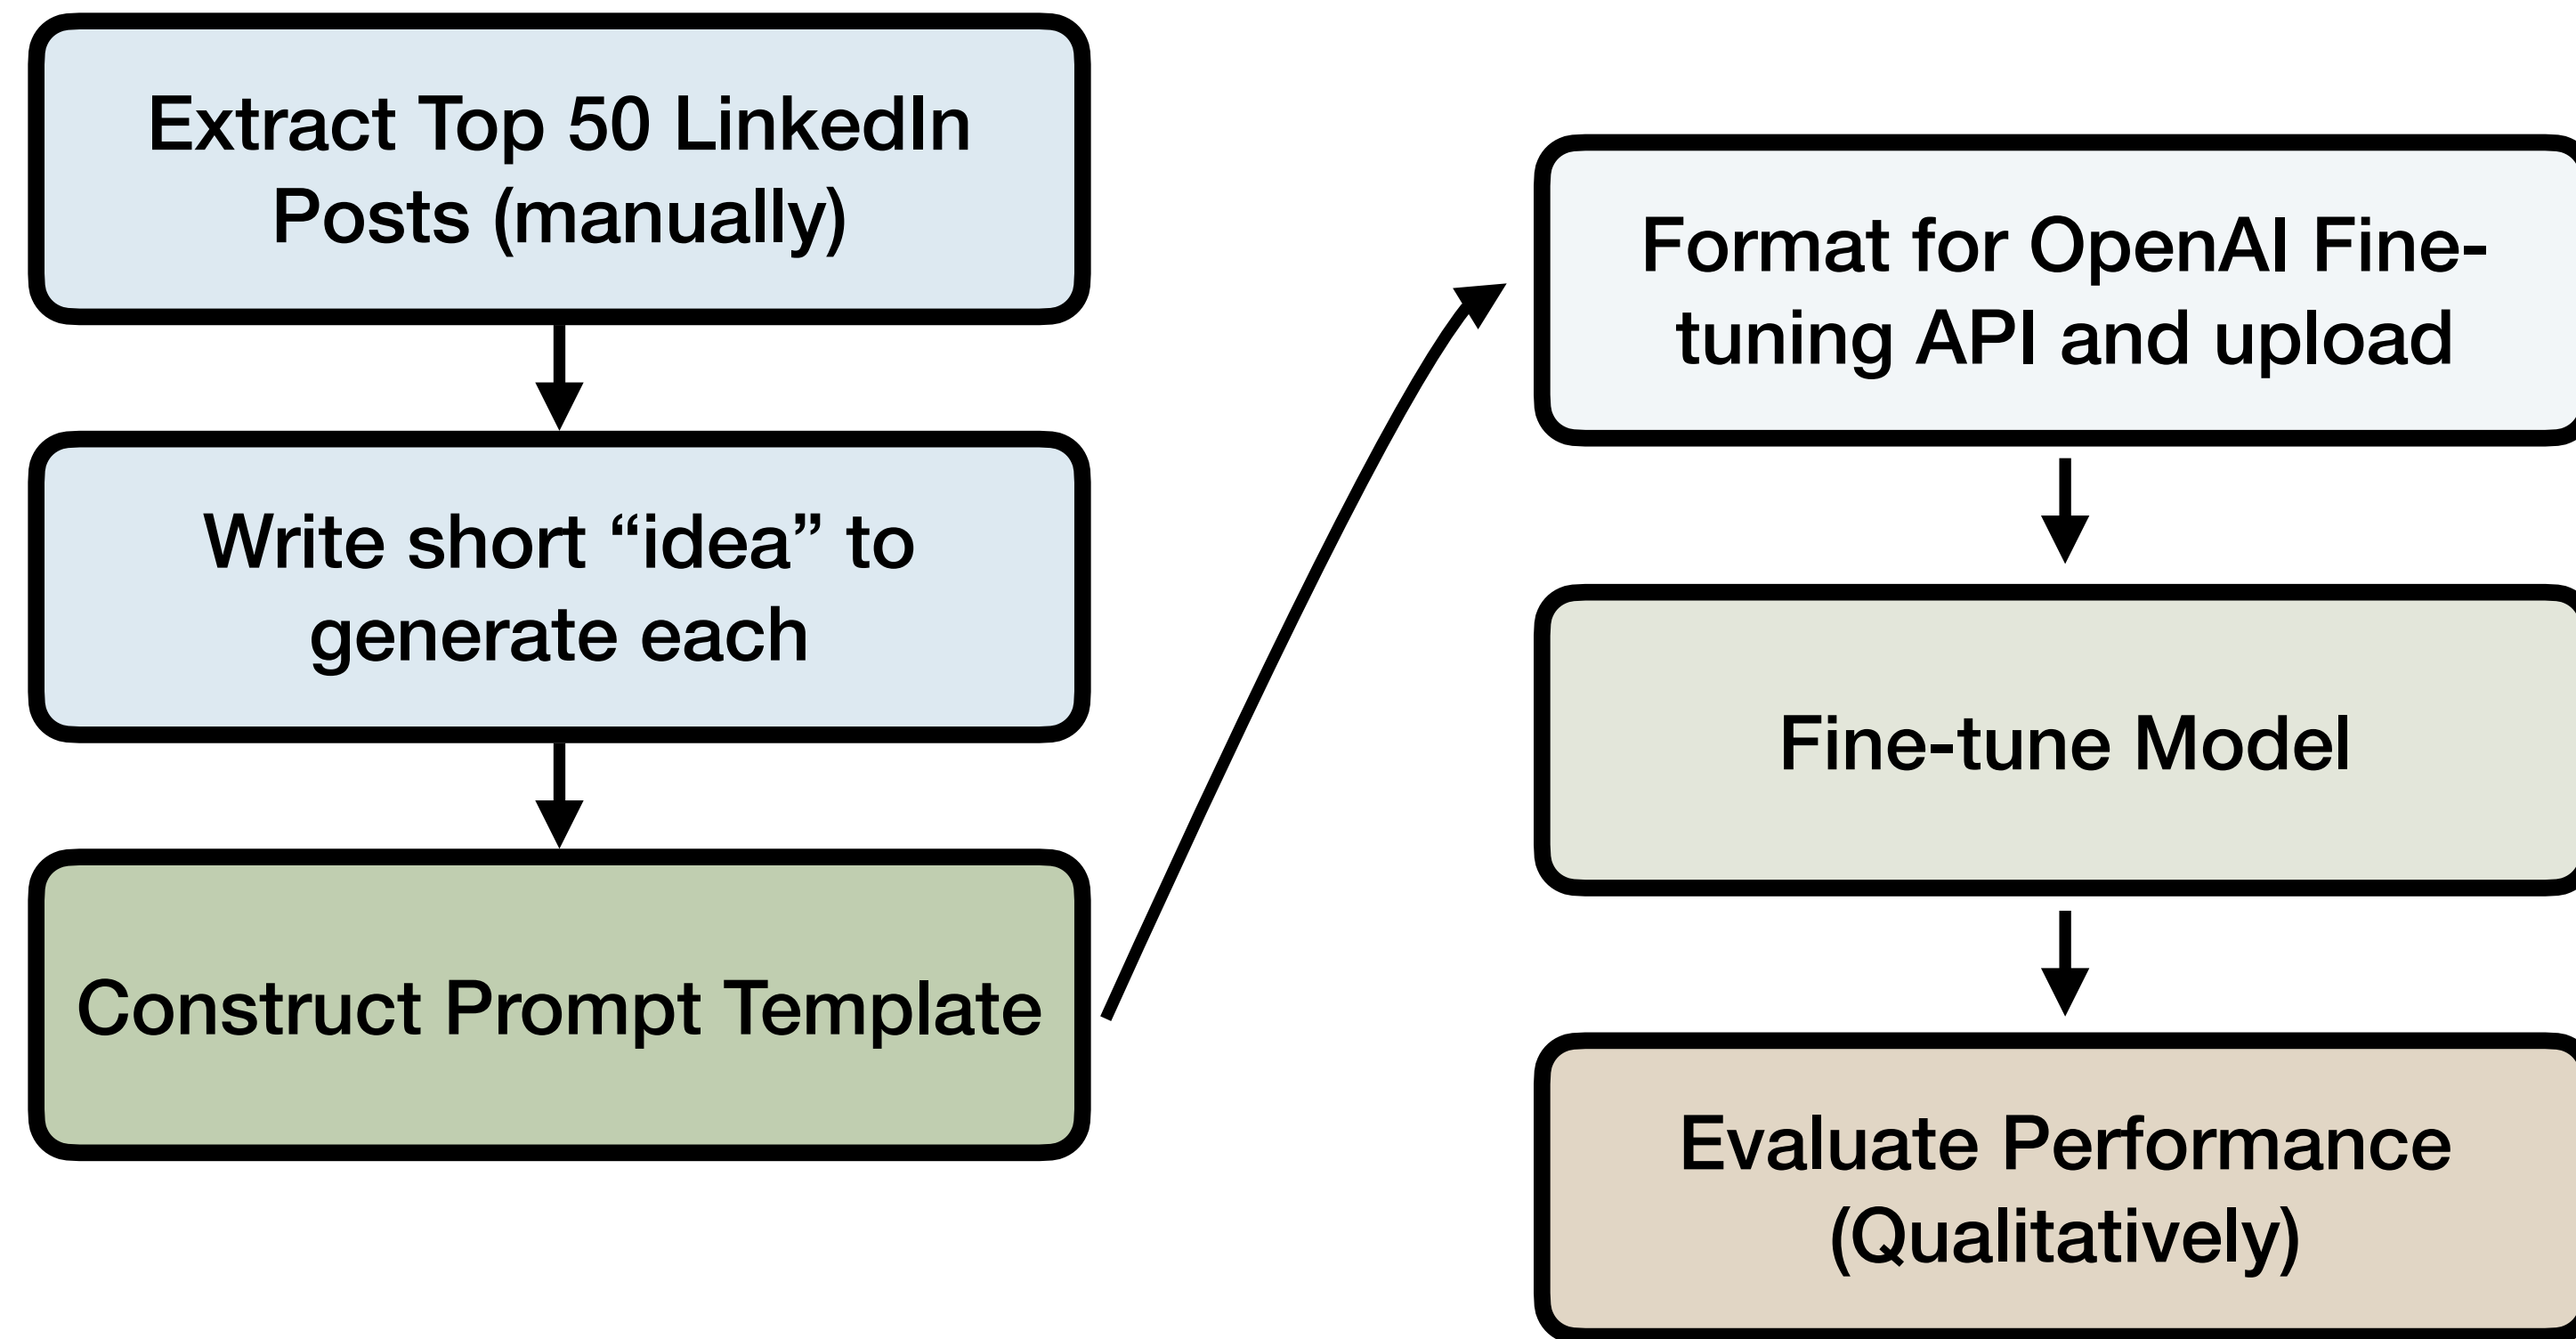 Extract Top 50 LinkedIn
Posts (manually)
Write short “idea” to
generate each
Construct Prompt Template
Format for OpenAI Fine-
tuning API and upload
Fine-tune Model
Evaluate Performance
(Qualitatively)